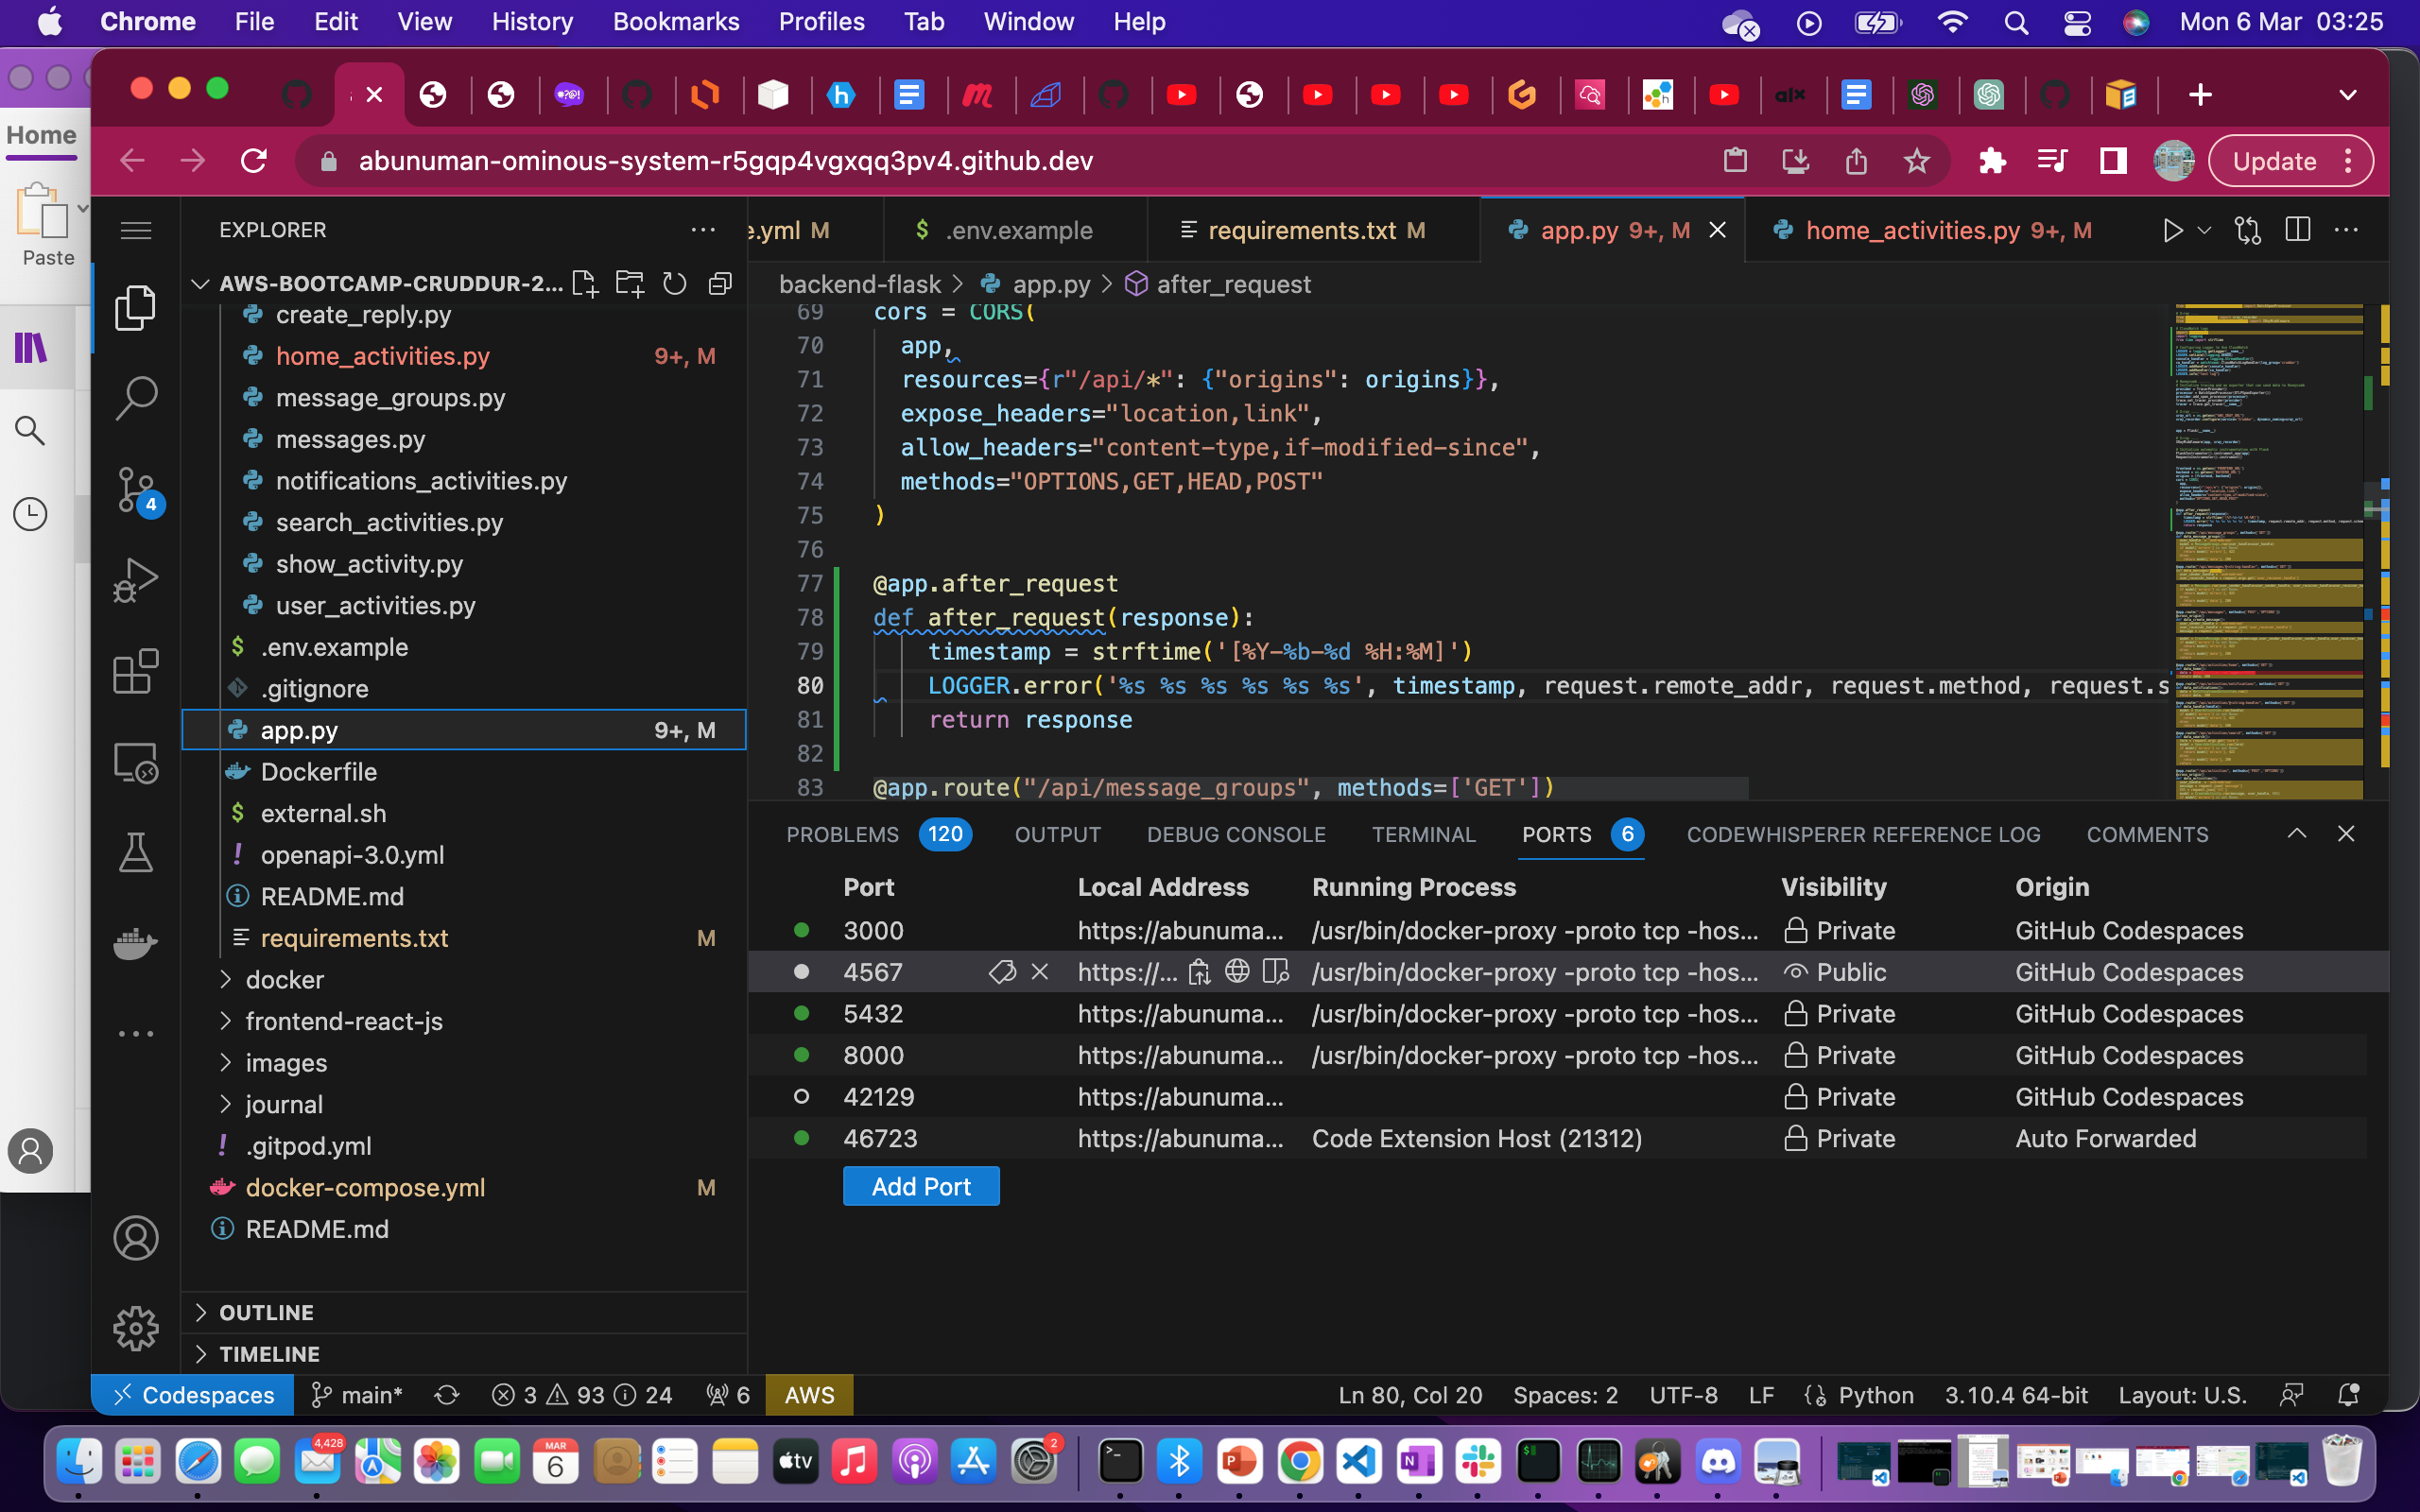 Chrome File Edit View History Bookmarks Profiles Tab Window Help Mon 6 Mar 03:25
Home
Paste
abunuman-ominous-system-r5gqp4vgxqq3pv4.github.dev Update
EXPLORER
AWS-BOOTCAMP-CRUDDUR-2...
create_reply.py
home_activities.py 9+, M
message_groups.py
messages.py
notifications_activities.py
search_activities.py
show_activity.py
user_activities.py
.env.example
.gitignore
app.py 9+, M
Dockerfile
external.sh
openapi-3.0.yml
README.md
requirements.txt M
docker
frontend-react-js
images
journal
.gitpod.yml
docker-compose.yml M
README.md
OUTLINE
TIMELINE
4
e.yml M .env.example requirements.txt M app.py 9+, M home_activities.py 9+, M
backend-flask > app.py > after_request
69 cors = CORS(
70 app,
71 resources={r"/api/*": {"origins": origins}},
72 expose_headers="location,link",
73 allow_headers="content-type,if-modified-since",
74 methods="OPTIONS,GET,HEAD,POST"
75 )
76
77 @app.after_request
78 def after_request(response):
79 timestamp = strftime('[%Y-%b-%d %H:%M]')
80 LOGGER.error('%s %s %s %s %s %s', timestamp, request.remote_addr, request.method, request.s
81 return response
82
83 @app.route("/api/message_groups", methods=['GET'])
PROBLEMS 120 OUTPUT DEBUG CONSOLE TERMINAL PORTS 6 CODEWHISPERER REFERENCE LOG COMMENTS
Port Local Address Running Process Visibility Origin
3000 https://abunuma... /usr/bin/docker-proxy -proto tcp -hos... Private GitHub Codespaces
4567 https://... /usr/bin/docker-proxy -proto tcp -hos... Public GitHub Codespaces
5432 https://abunuma... /usr/bin/docker-proxy -proto tcp -hos... Private GitHub Codespaces
8000 https://abunuma... /usr/bin/docker-proxy -proto tcp -hos... Private GitHub Codespaces
42129 https://abunuma... Private GitHub Codespaces
46723 https://abunuma... Code Extension Host (21312) Private Auto Forwarded
Add Port
Codespaces main* 3 93 24 6 AWS Ln 80, Col 20 Spaces: 2 UTF-8 LF Python 3.10.4 64-bit Layout: U.S.
4,428 MAR 6 tv 2